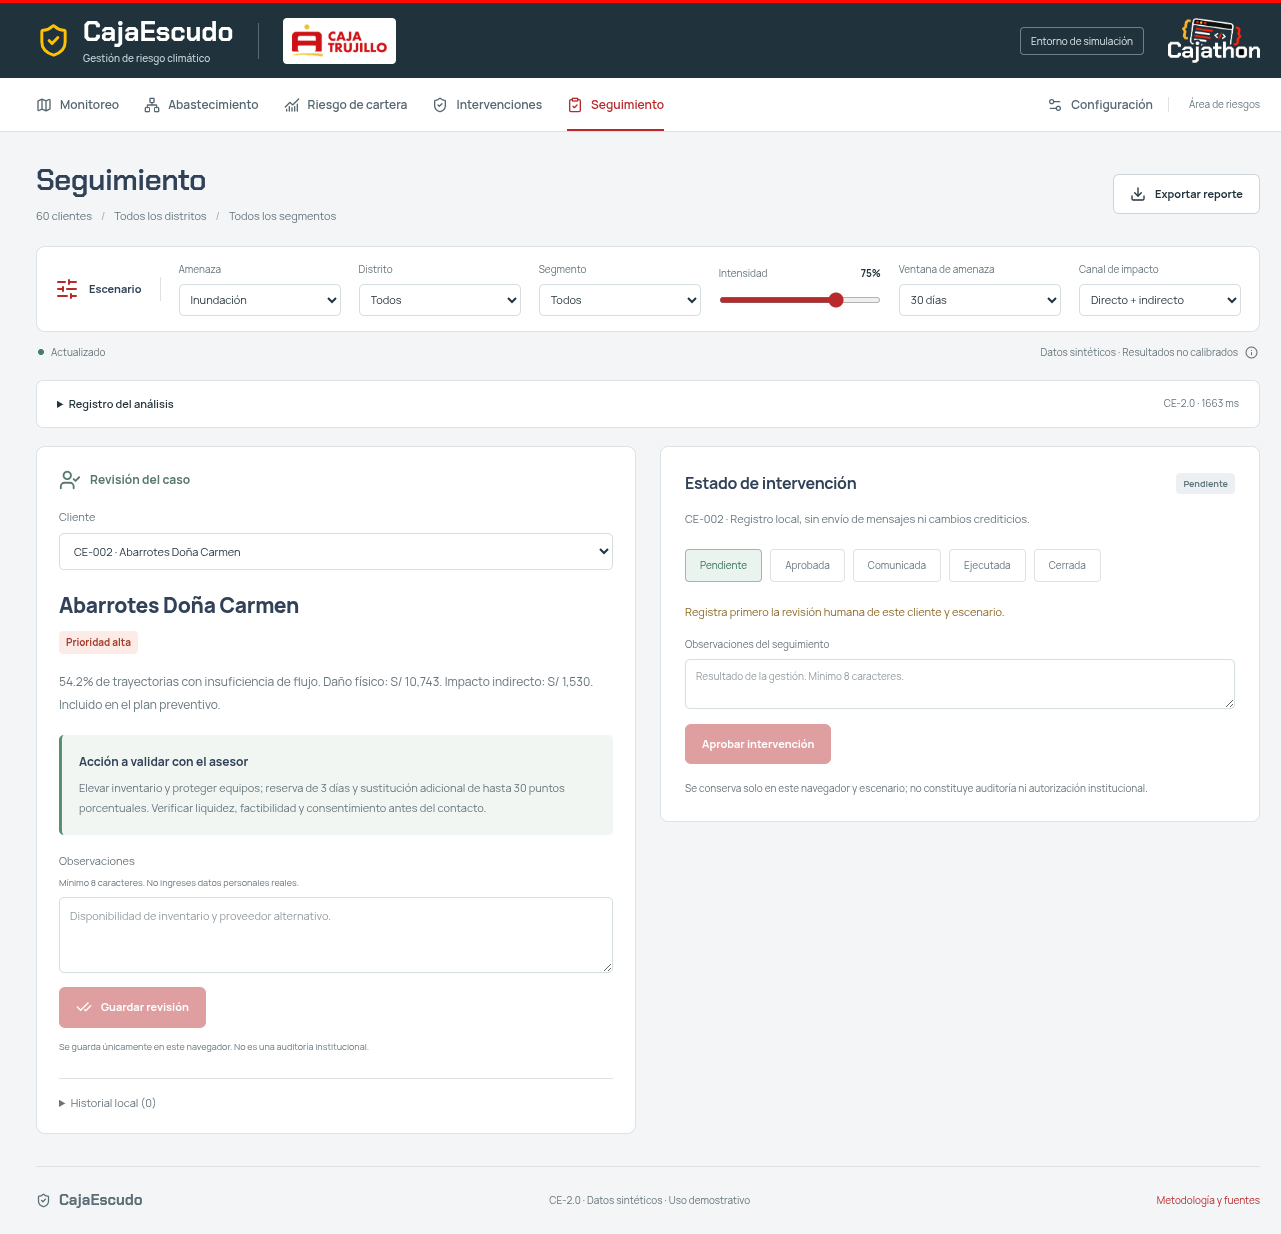 CajaEscudo
Gestión de riesgo climático
CAJA
TRUJILLO
Entorno de simulación
Cajathon
Monitoreo
Abastecimiento
Riesgo de cartera
Intervenciones
Seguimiento
Configuración
Área de riesgos
Seguimiento
60 clientes / Todos los distritos / Todos los segmentos
Exportar reporte
Escenario
Amenaza
Inundación
Distrito
Todos
Segmento
Todos
Intensidad 75%
Ventana de amenaza
30 días
Canal de impacto
Directo + indirecto
Actualizado
Datos sintéticos · Resultados no calibrados
Registro del análisis
CE-2.0 · 1663 ms
Revisión del caso
Cliente
CE-002 · Abarrotes Doña Carmen
Abarrotes Doña Carmen
Prioridad alta
54.2% de trayectorias con insuficiencia de flujo. Daño físico: S/ 10,743. Impacto indirecto: S/ 1,530.
Incluido en el plan preventivo.
Acción a validar con el asesor
Elevar inventario y proteger equipos; reserva de 3 días y sustitución adicional de hasta 30 puntos
porcentuales. Verificar liquidez, factibilidad y consentimiento antes del contacto.
Observaciones
Mínimo 8 caracteres. No ingreses datos personales reales.
Disponibilidad de inventario y proveedor alternativo.
Guardar revisión
Se guarda únicamente en este navegador. No es una auditoría institucional.
Historial local (0)
Estado de intervención
Pendiente
CE-002 · Registro local, sin envío de mensajes ni cambios crediticios.
Pendiente
Aprobada
Comunicada
Ejecutada
Cerrada
Registra primero la revisión humana de este cliente y escenario.
Observaciones del seguimiento
Resultado de la gestión. Mínimo 8 caracteres.
Aprobar intervención
Se conserva solo en este navegador y escenario; no constituye auditoría ni autorización institucional.
CajaEscudo
CE-2.0 · Datos sintéticos · Uso demostrativo
Metodología y fuentes